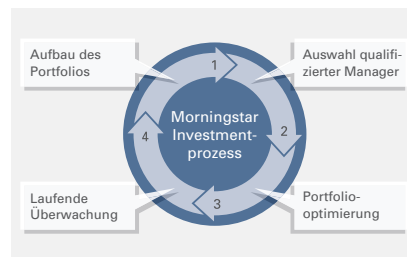 Aufbau des
Portfolios
1
Auswahl qualifi-
zierter Manager
Morningstar
Investment-
prozess
4
2
Laufende
Überwachung
3
Portfolio-
optimierung